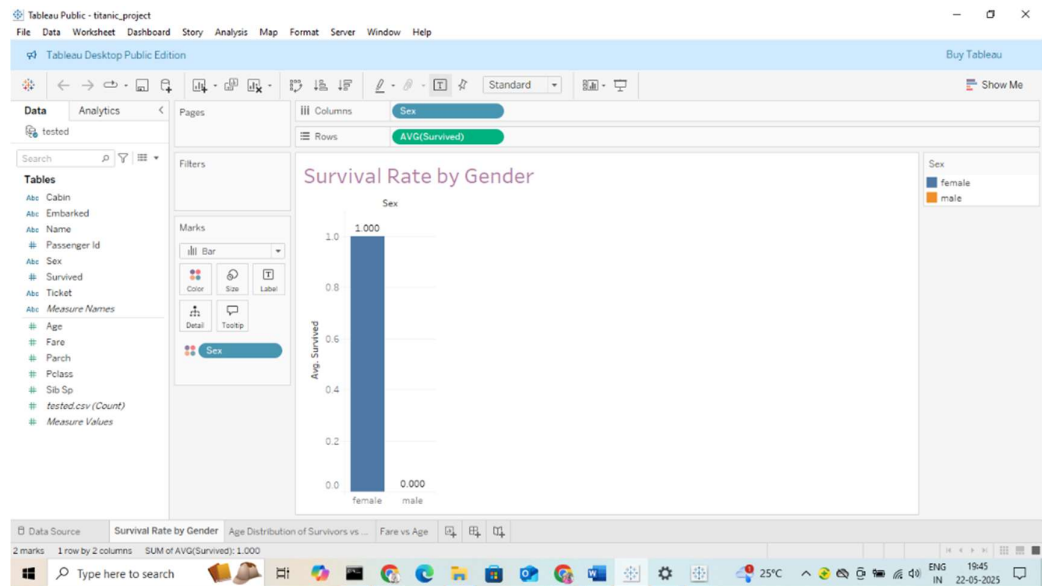 Tableau Public - titanic_project
File Data Worksheet Dashboard Story Analysis Map Format Server Window Help
Tableau Desktop Public Edition
Buy Tableau
Standard
Show Me
Data Analytics
tested
Search
Tables
Abc Cabin
Abc Embarked
Abc Name
# Passenger Id
Abc Sex
# Survived
Abc Ticket
Abc Measure Names
# Age
# Fare
# Parch
# Pclass
# Sib Sp
# tested.csv (Count)
# Measure Values
Pages
Filters
Marks
Bar
Color Size Label
Detail Tooltip
Sex
Columns Sex
Rows AVG(Survived)
Survival Rate by Gender
Sex
1.000
1.0
0.8
0.6
0.4
0.2
0.0
Avg. Survived
0.000
female male
Sex
female
male
Data Source Survival Rate by Gender Age Distribution of Survivors vs ... Fare vs Age
2 marks 1 row by 2 columns SUM of AVG(Survived): 1.000
Type here to search
25°C
ENG
IN
19:45
22-05-2025